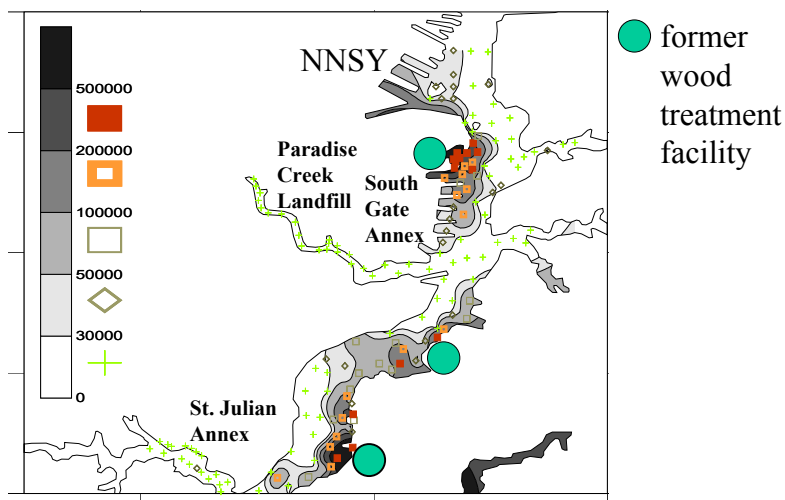 NNSY
former
wood
treatment
facility
500000
200000
100000
50000
30000
0
Paradise
Creek
Landfill
South
Gate
Annex
St. Julian
Annex